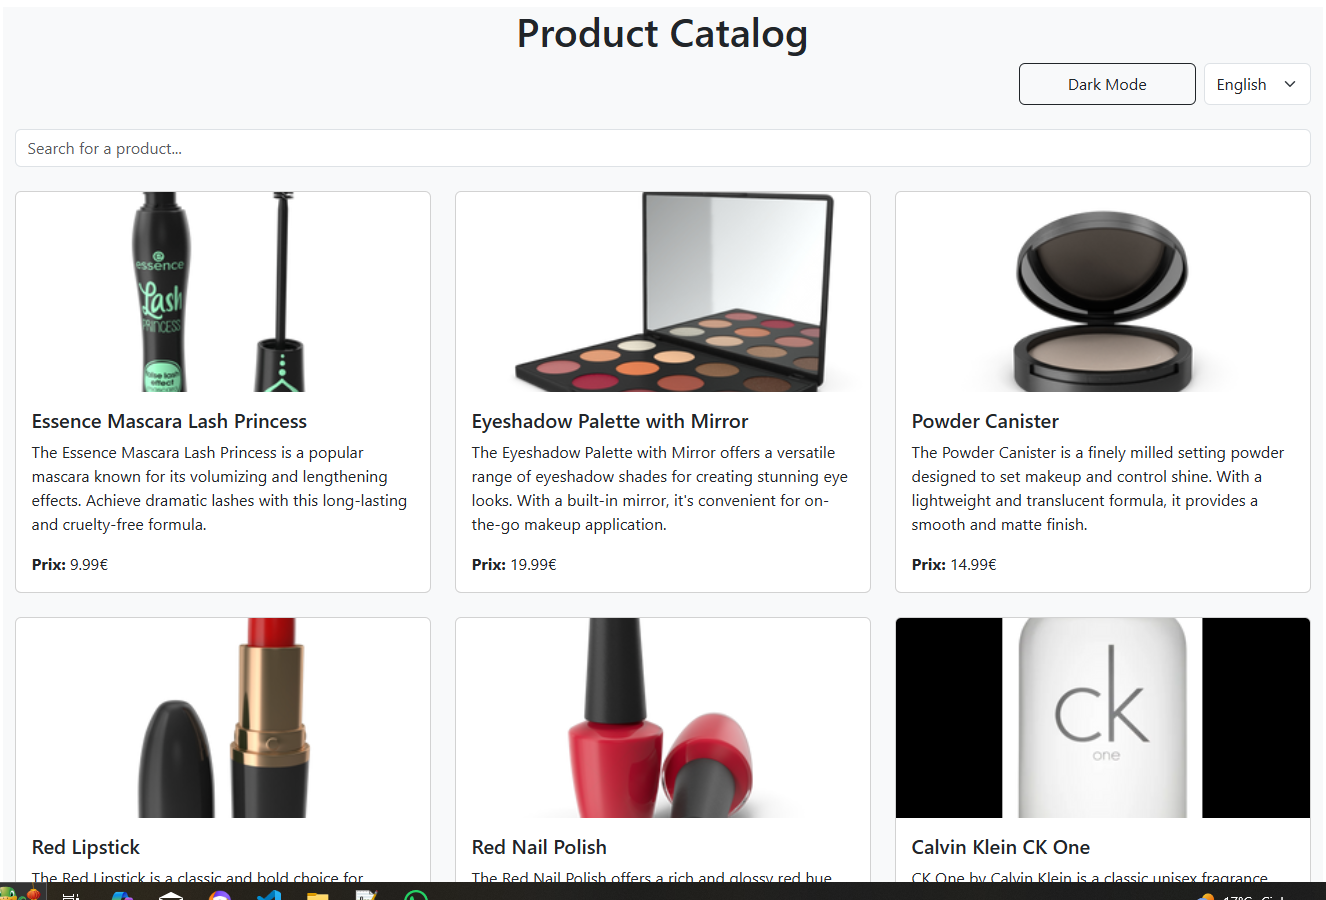 Product Catalog
Dark Mode
English
Search for a product...
essence
Lash
PRINCESS
false lash
effect
Essence Mascara Lash Princess
The Essence Mascara Lash Princess is a popular
mascara known for its volumizing and lengthening
effects. Achieve dramatic lashes with this long-lasting
and cruelty-free formula.
Prix: 9.99€
Eyeshadow Palette with Mirror
The Eyeshadow Palette with Mirror offers a versatile
range of eyeshadow shades for creating stunning eye
looks. With a built-in mirror, it's convenient for on-
the-go makeup application.
Prix: 19.99€
Powder Canister
The Powder Canister is a finely milled setting powder
designed to set makeup and control shine. With a
lightweight and translucent formula, it provides a
smooth and matte finish.
Prix: 14.99€
C
ck
one
Red Lipstick
The Red Lipstick is a classic and bold choice for
Red Nail Polish
The Red Nail Polish offers a rich and glossy red hue
Calvin Klein CK One
CK One by Calvin Klein is a classic unisex fragrance
17°C